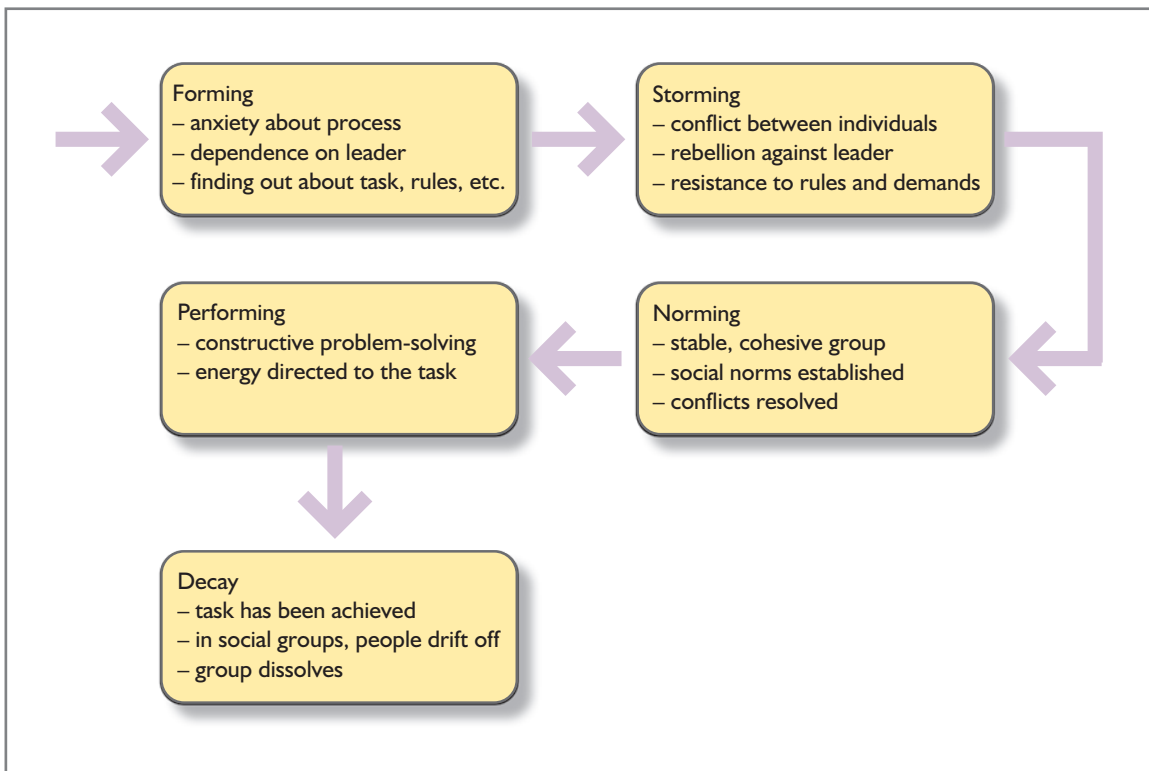 Forming
– anxiety about process
– dependence on leader
– finding out about task, rules, etc.
Storming
– conflict between individuals
– rebellion against leader
– resistance to rules and demands
Norming
– stable, cohesive group
– social norms established
– conflicts resolved
Performing
– constructive problem-solving
– energy directed to the task
Decay
– task has been achieved
– in social groups, people drift off
– group dissolves